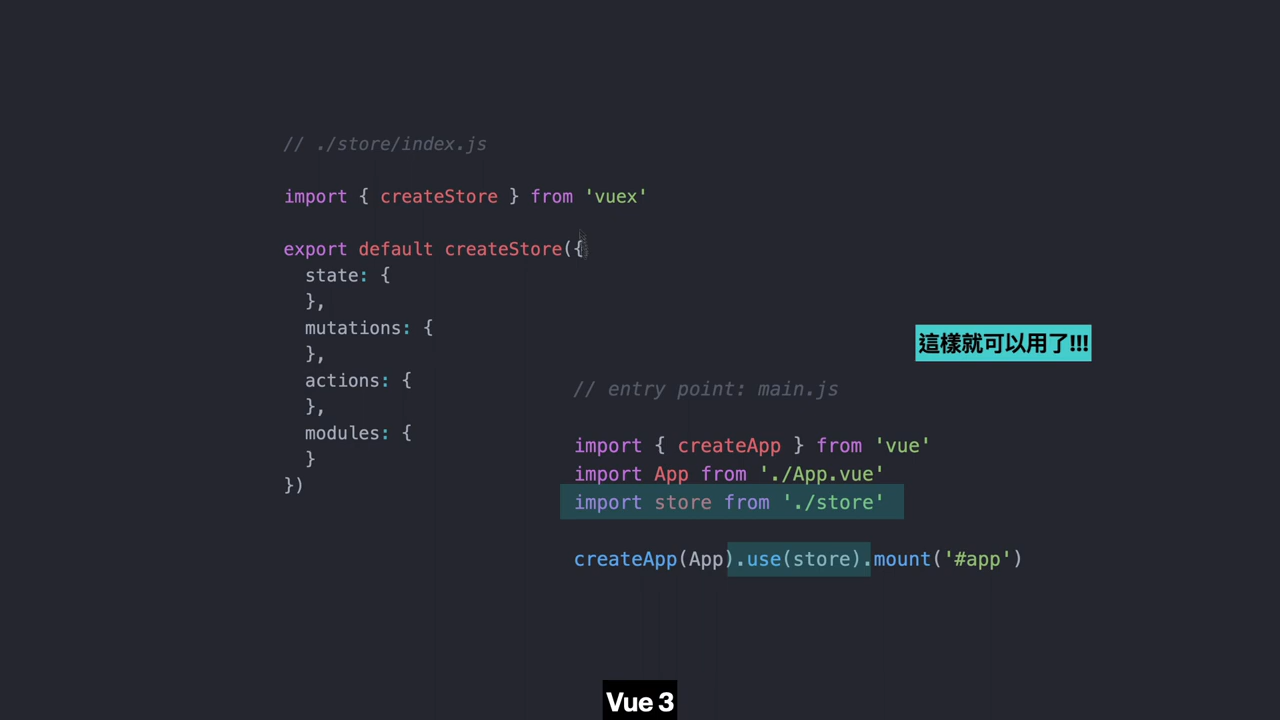 // ./store/index.js
import { createStore } from 'vuex'
export default createStore({
  state: {
  },
  mutations: {
  },
  actions: {
  },
  modules: {
  }
})
這樣就可以用了!!!
// entry point: main.js
import { createApp } from 'vue'
import App from './App.vue'
import store from './store'
createApp(App).use(store).mount('#app')
Vue 3